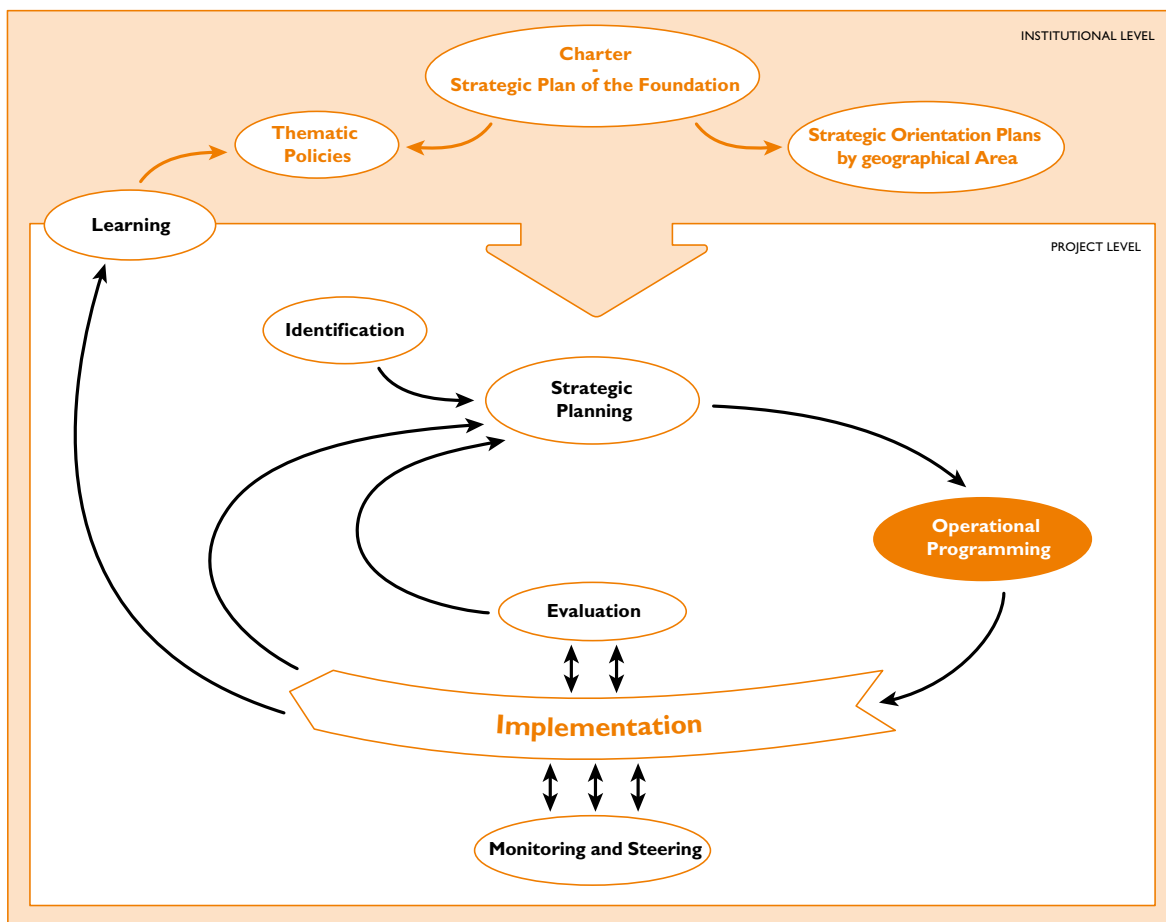 INSTITUTIONAL LEVEL
Charter
-
Strategic Plan of the Foundation
Thematic
Policies
Strategic Orientation Plans
by geographical Area
Learning
PROJECT LEVEL
Identification
Strategic
Planning
Operational
Programming
Evaluation
Implementation
Monitoring and Steering